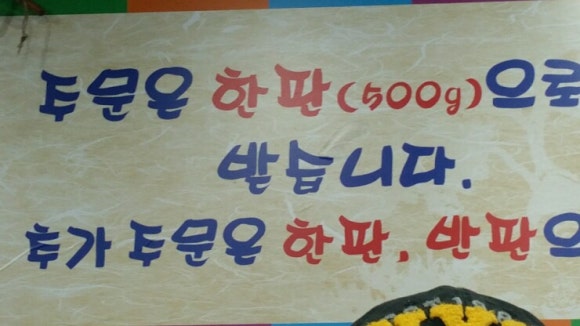 주문은 한판(500g)으로
받습니다.
추가 주문은 한판, 반판으